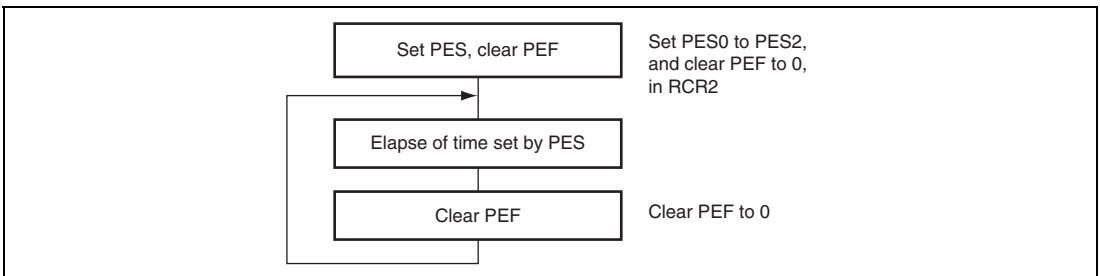 Set PES, clear PEF
Set PES0 to PES2,
and clear PEF to 0,
in RCR2
Elapse of time set by PES
Clear PEF
Clear PEF to 0